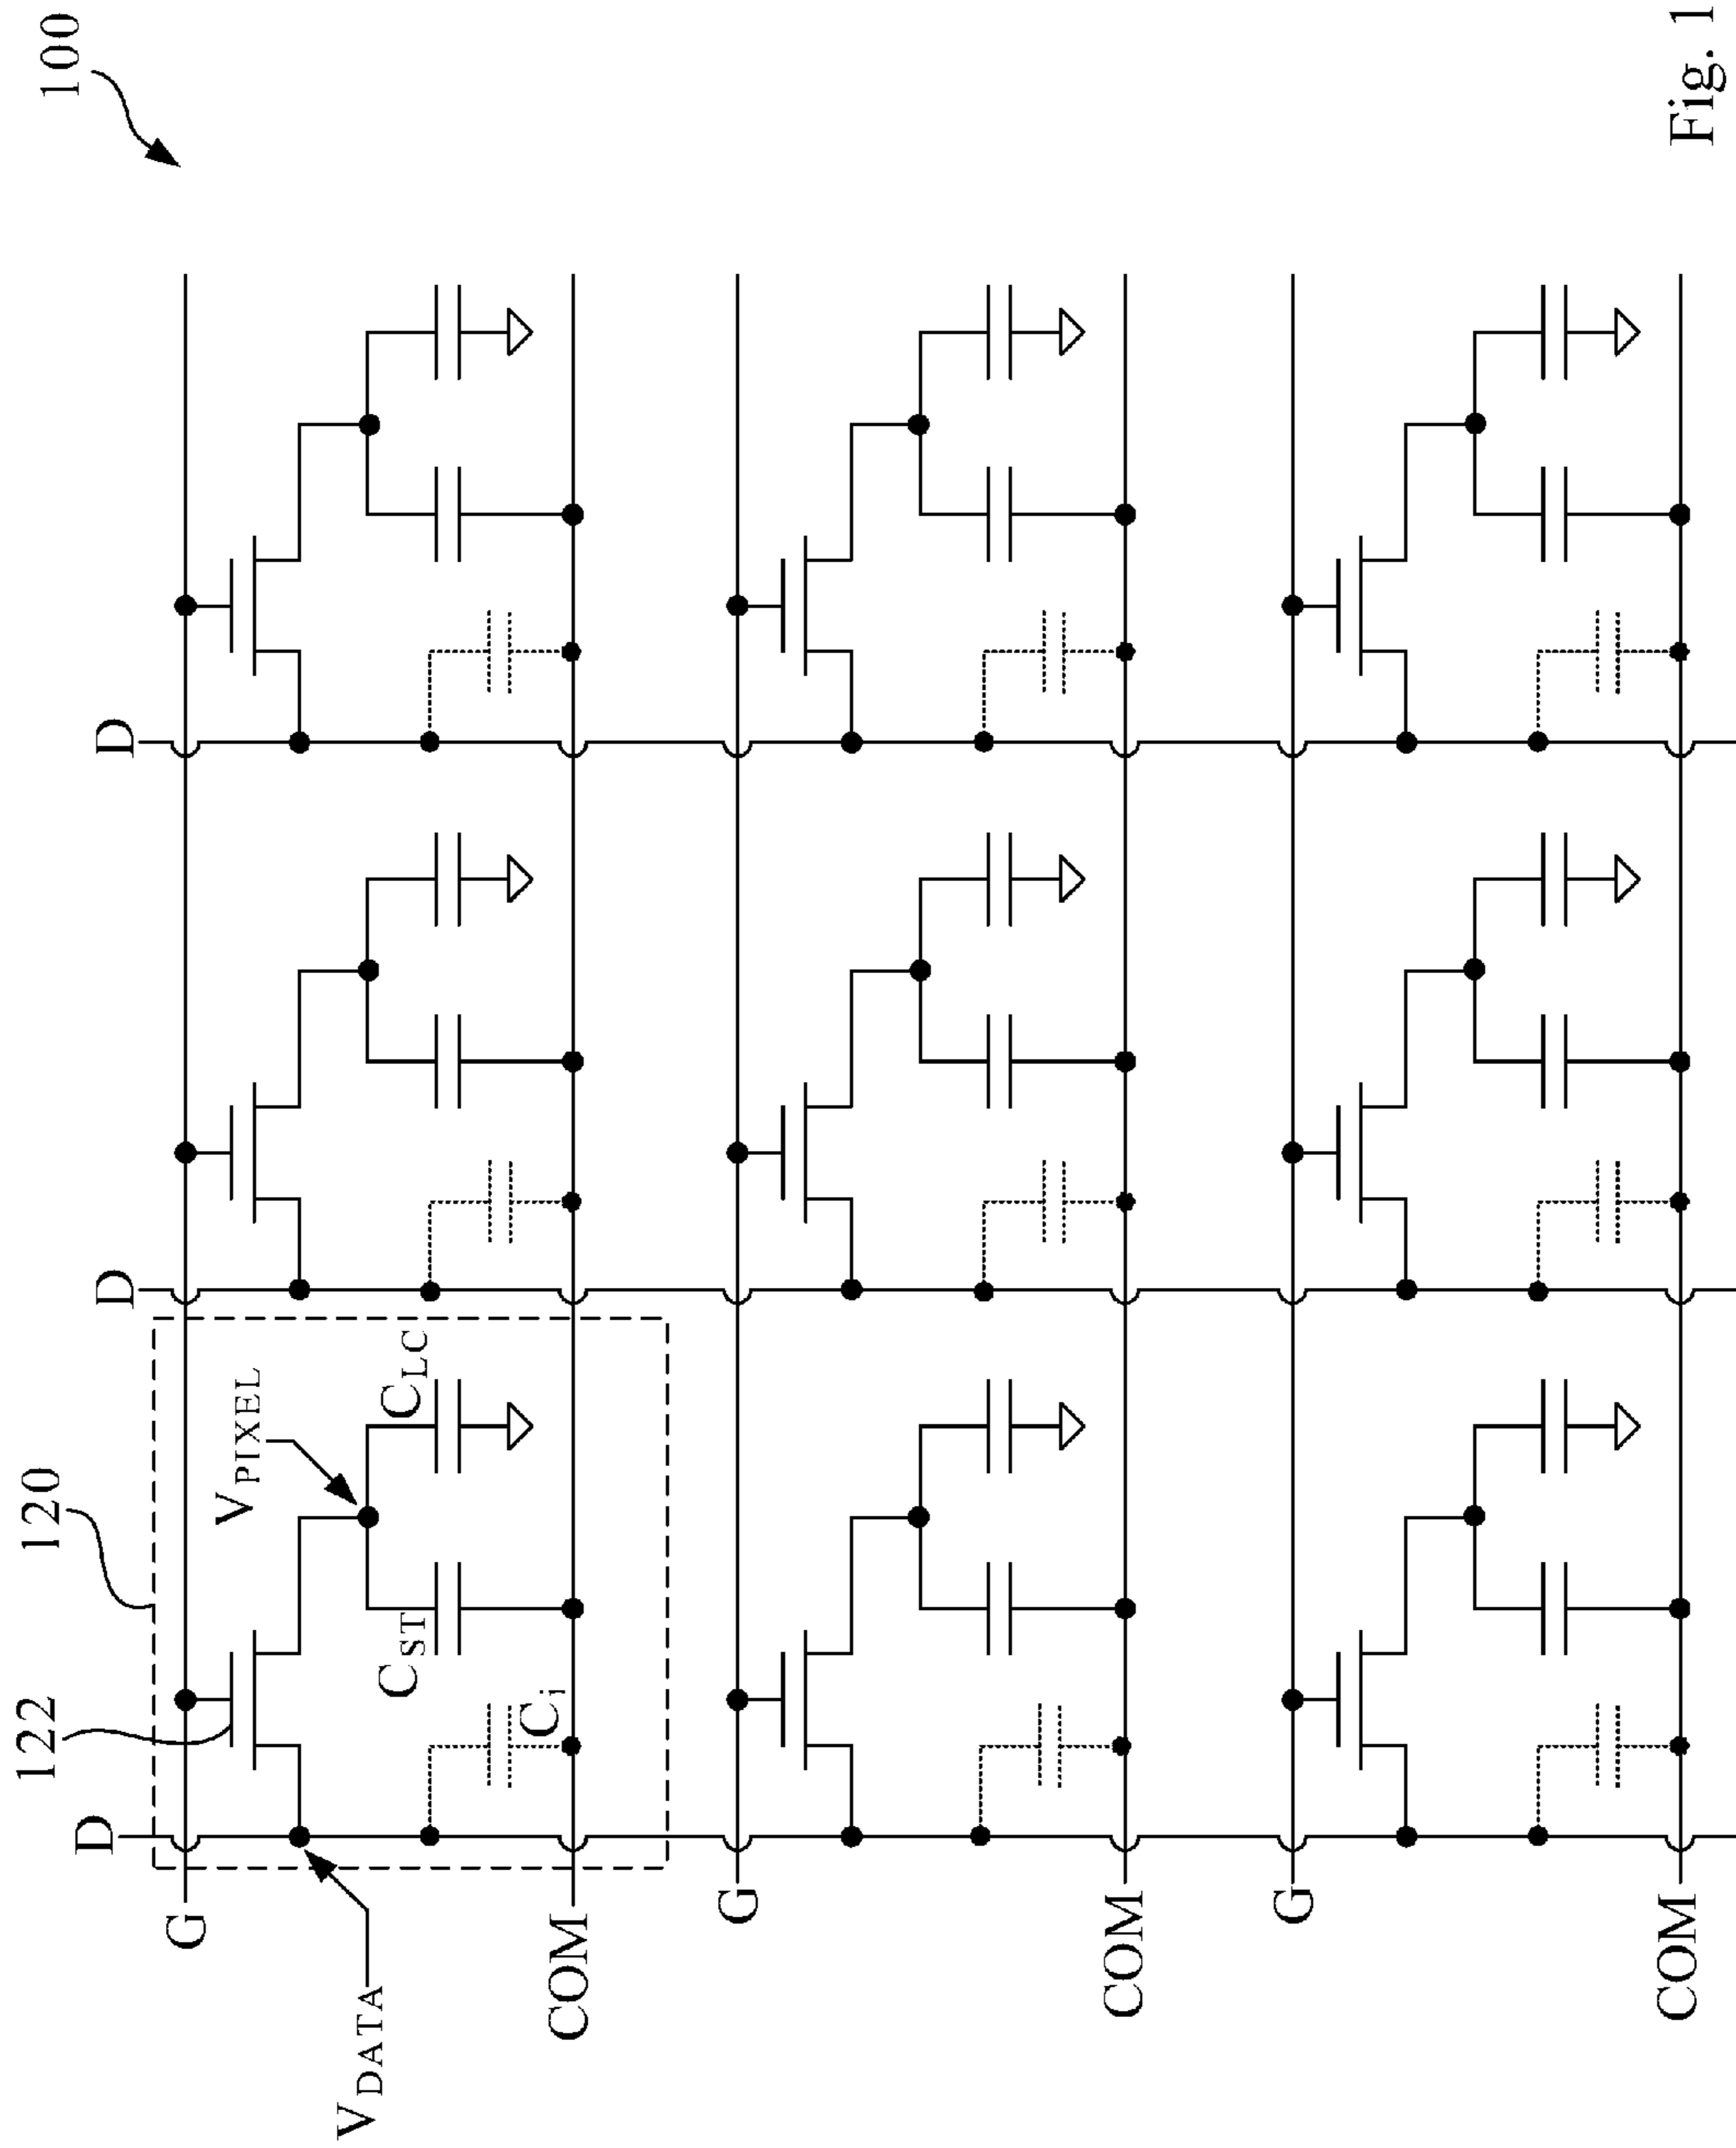 122 120 100
D D D
G
V_PIXEL
V_DATA
C_ST C_LC
C_i
COM
G
COM
G
COM
Fig. 1